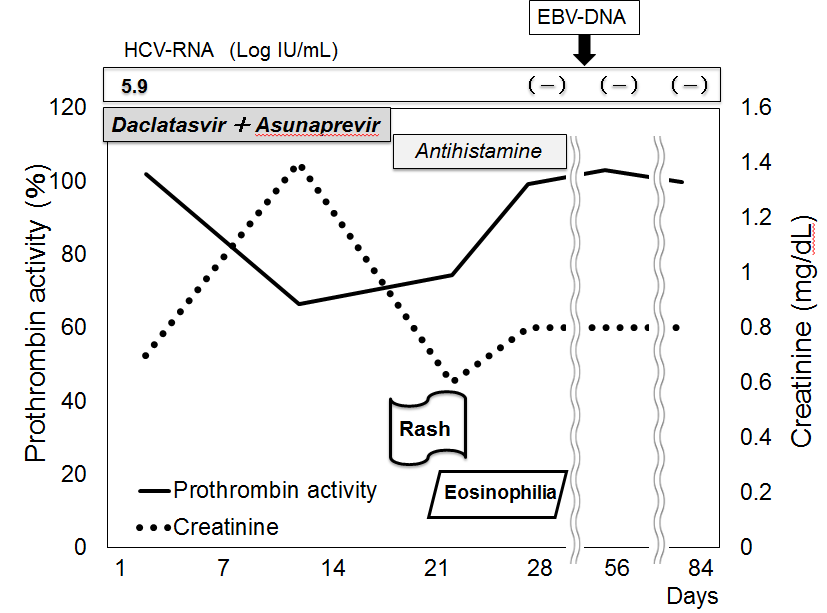 EBV-DNA
HCV-RNA (Log IU/mL)
5.9 (−) (−) (−)
Daclatasvir + Asunaprevir
Antihistamine
Prothrombin activity (%)
120
100
80
60
40
20
0
Creatinine (mg/dL)
1.6
1.4
1.2
1
0.8
0.6
0.4
0.2
0
Rash
Eosinophilia
Prothrombin activity
Creatinine
1 7 14 21 28 56 84
Days